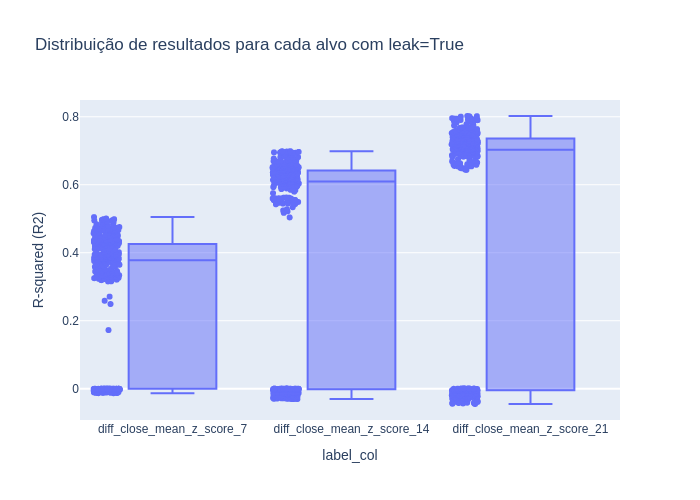 Distribuição de resultados para cada alvo com leak=True
0.8
0.6
0.4
0.2
0
R-squared (R2)
diff_close_mean_z_score_7
diff_close_mean_z_score_14
diff_close_mean_z_score_21
label_col